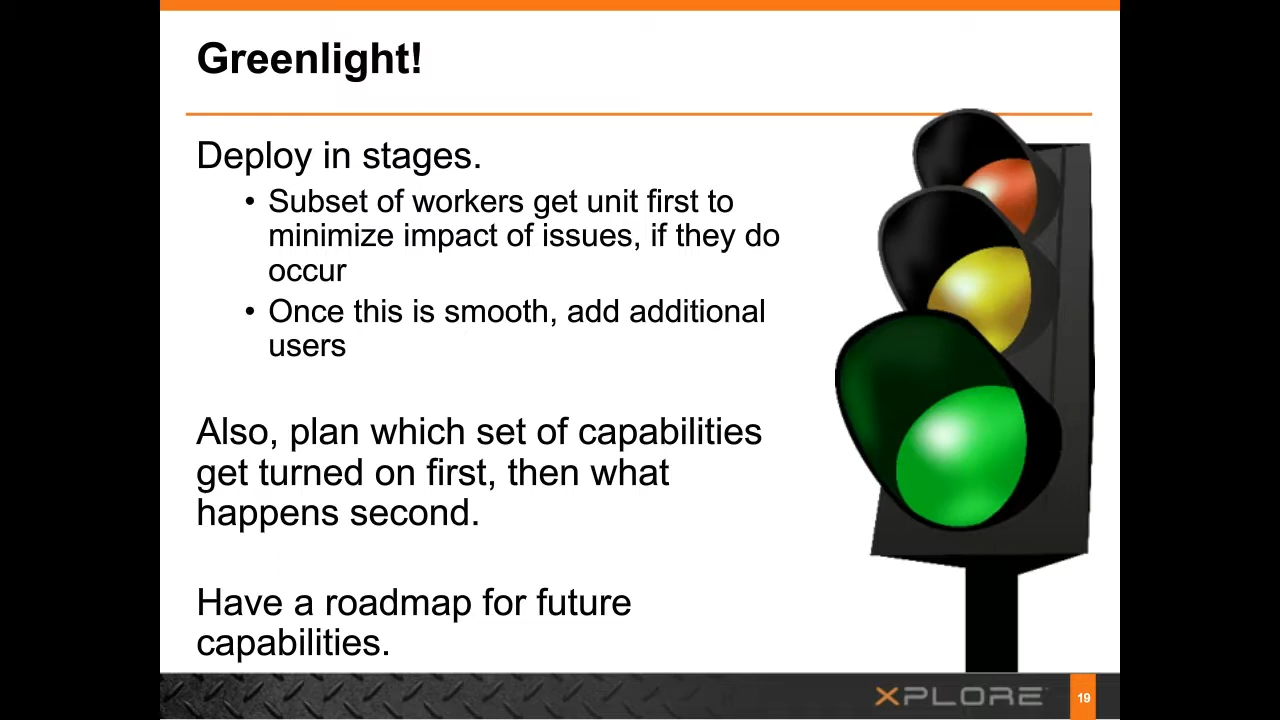 Greenlight!
Deploy in stages.
• Subset of workers get unit first to
minimize impact of issues, if they do
occur
• Once this is smooth, add additional
users
Also, plan which set of capabilities
get turned on first, then what
happens second.
Have a roadmap for future
capabilities.
XPLORE
19